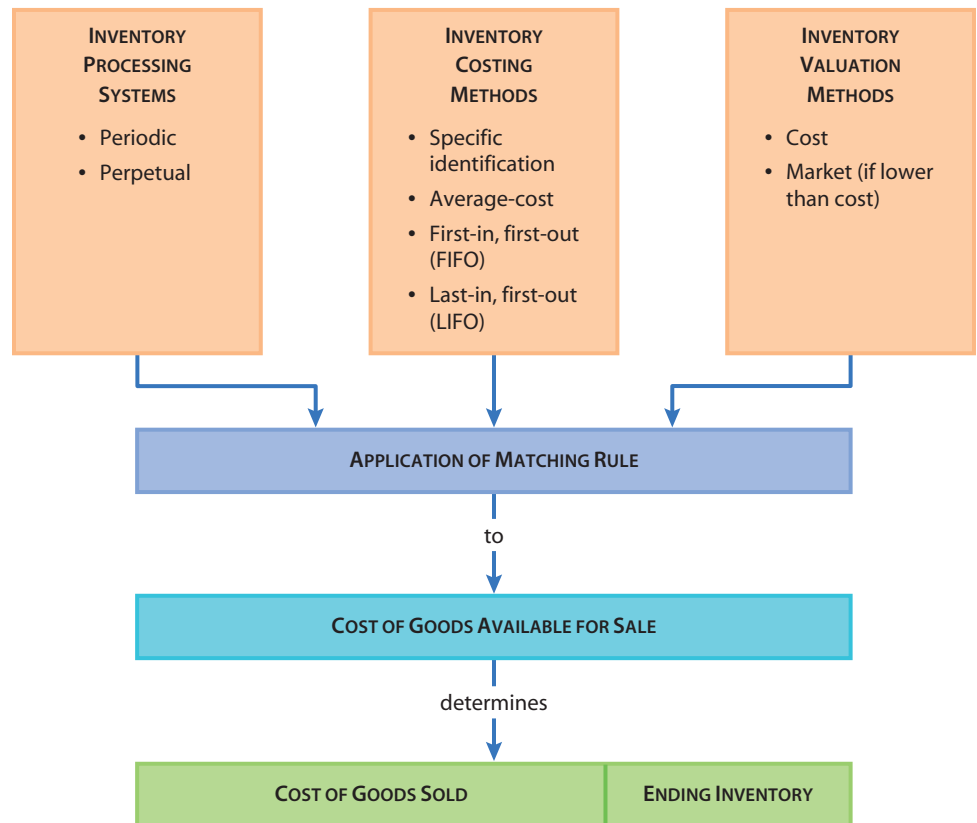 INVENTORY
PROCESSING
SYSTEMS
• Periodic
• Perpetual
INVENTORY
COSTING
METHODS
• Specific
identification
• Average-cost
• First-in, first-out
(FIFO)
• Last-in, first-out
(LIFO)
INVENTORY
VALUATION
METHODS
• Cost
• Market (if lower
than cost)
APPLICATION OF MATCHING RULE
to
COST OF GOODS AVAILABLE FOR SALE
determines
COST OF GOODS SOLD
ENDING INVENTORY